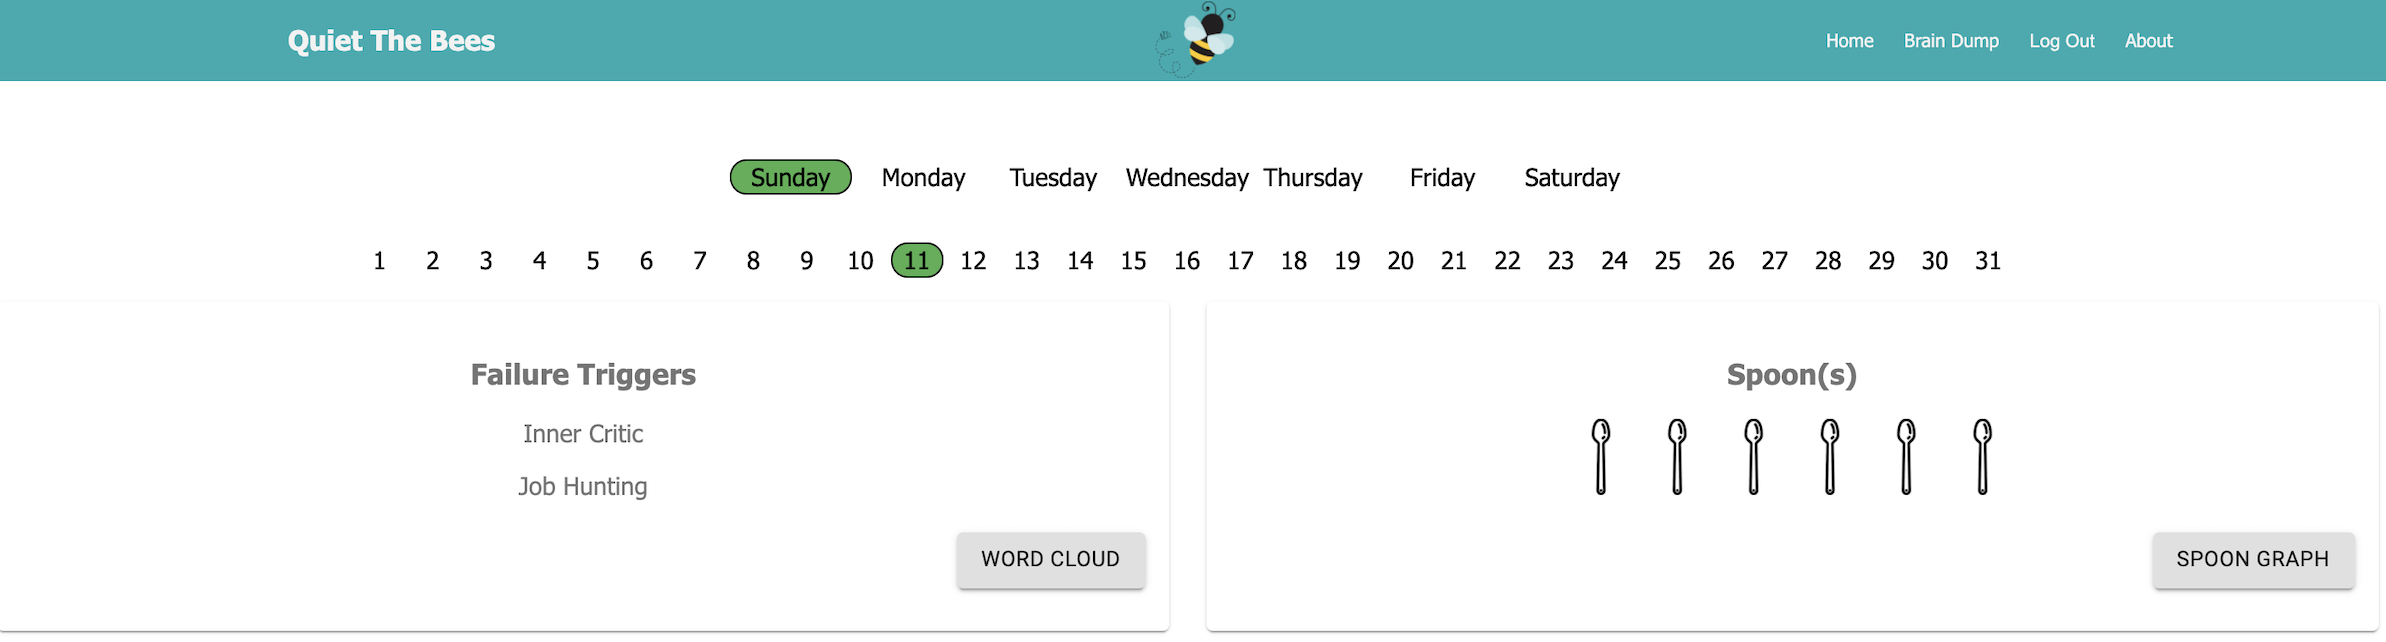 Quiet The Bees Home Brain Dump Log Out About
Sunday Monday Tuesday Wednesday Thursday Friday Saturday
1 2 3 4 5 6 7 8 9 10 11 12 13 14 15 16 17 18 19 20 21 22 23 24 25 26 27 28 29 30 31
Failure Triggers
Inner Critic
Job Hunting
WORD CLOUD
Spoon(s)
SPOON GRAPH